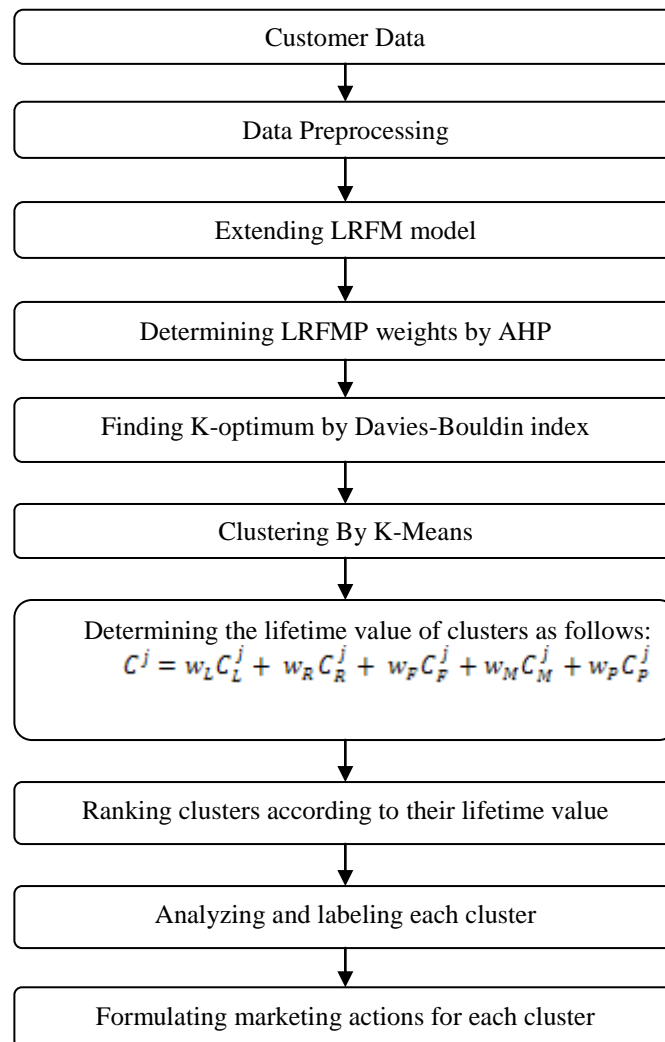 Customer Data
Data Preprocessing
Extending LRFM model
Determining LRFMP weights by AHP
Finding K-optimum by Davies-Bouldin index
Clustering By K-Means
Determining the lifetime value of clusters as follows:
C^j = w_L C_L^j + w_R C_R^j + w_F C_F^j + w_M C_M^j + w_P C_P^j
Ranking clusters according to their lifetime value
Analyzing and labeling each cluster
Formulating marketing actions for each cluster